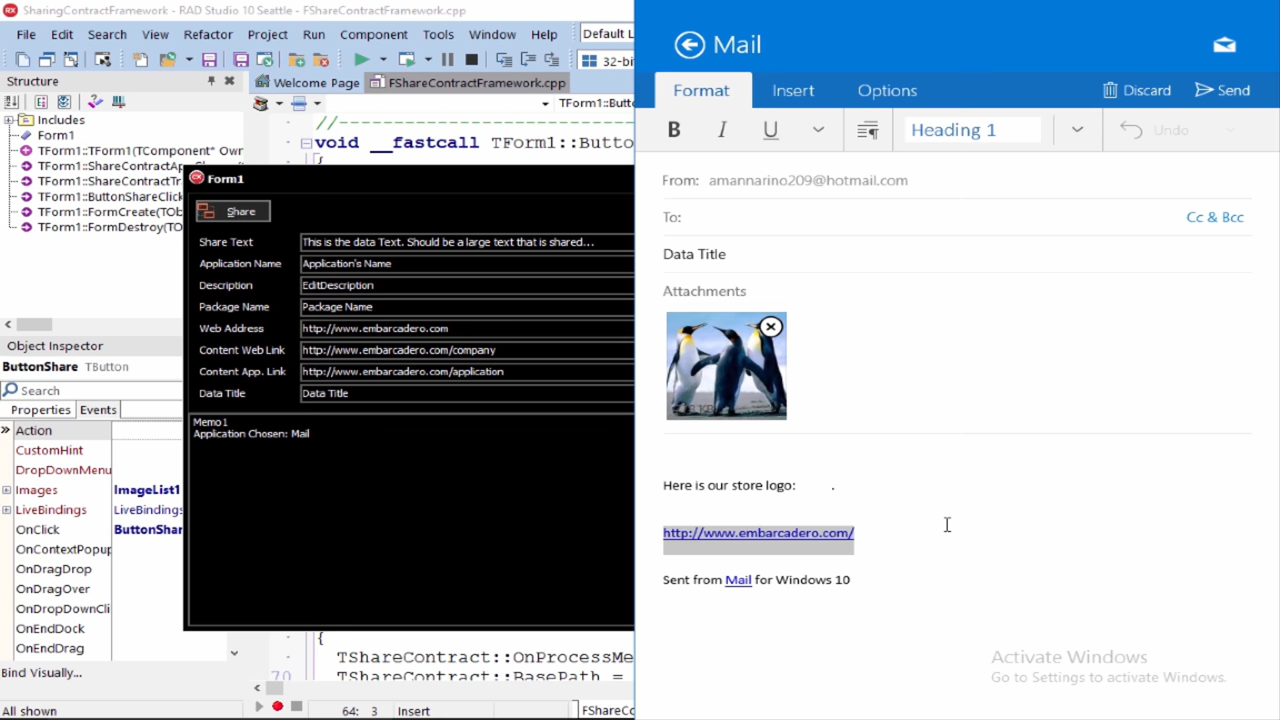 SharingContractFramework - RAD Studio 10 Seattle - FShareContractFramework.cpp
File Edit Search View Refactor Project Run Component Tools Window Help
Default L
32-bi
Structure
Welcome Page
FShareContractFramework.cpp
TForm1::Butto
Includes
Form1
TForm1::TForm1(TComponent* Owr
TForm1::ShareContractTr
TForm1::ButtonShareClick
TForm1::FormCreate(TOb
TForm1::FormDestroy(TO
//
void __fastcall TForm1::Butto
{
Object Inspector
ButtonShare TButton
Search
Properties Events
Action
CustomHint
DropDownMenu
Images ImageList1
LiveBindings LiveBindings
OnClick ButtonShar
OnContextPopup
OnDragDrop
OnDragOver
OnDropDownCli
OnEndDock
OnEndDrag
Bind Visually...
All shown
Form1
Share
Share Text This is the data Text. Should be a large text that is shared...
Application Name Application's Name
Description EditDescription
Package Name Package Name
Web Address http://www.embarcadero.com
Content Web Link http://www.embarcadero.com/company
Content App. Link http://www.embarcadero.com/application
Data Title Data Title
Memo1
Application Chosen: Mail
{
TShareContract::OnProcessMe
70 TShareContract::BasePath =
64: 3 Insert
FShareCo
Mail
Format Insert Options
Discard Send
B I U Heading 1 Undo
From: amannarino209@hotmail.com
To: Cc & Bcc
Data Title
Attachments
Here is our store logo: .
http://www.embarcadero.com/
Sent from Mail for Windows 10
Activate Windows
Go to Settings to activate Windows.